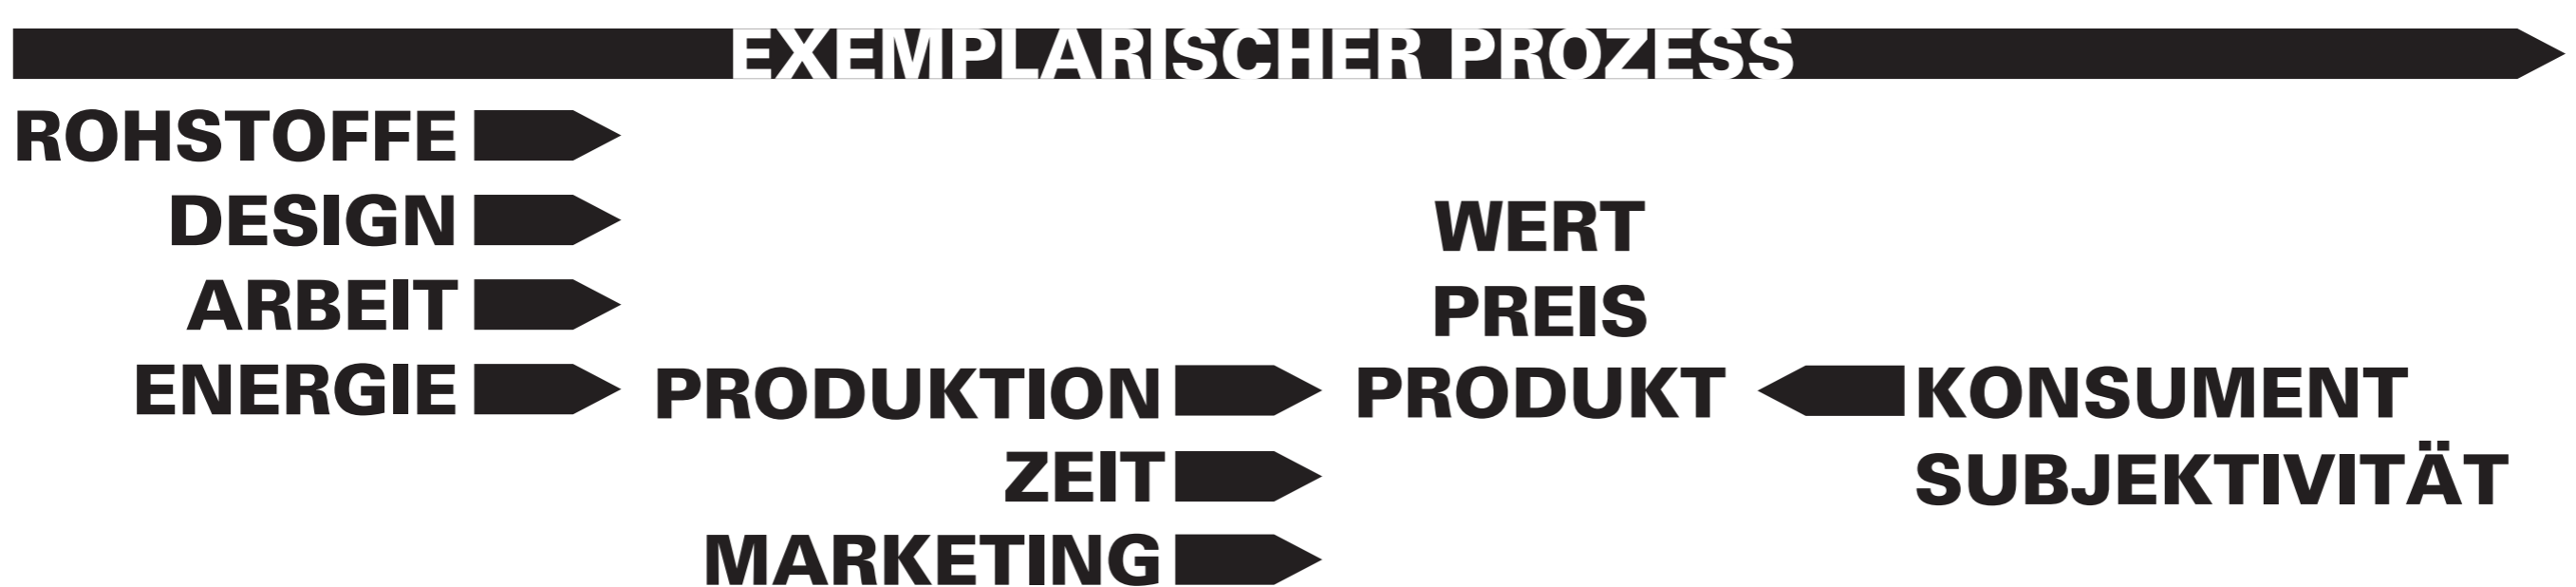 EXEMPLARISCHER PROZESS
ROHSTOFFE
DESIGN
ARBEIT
ENERGIE
PRODUKTION
ZEIT
MARKETING
WERT
PREIS
PRODUKT
KONSUMENT
SUBJEKTIVITÄT